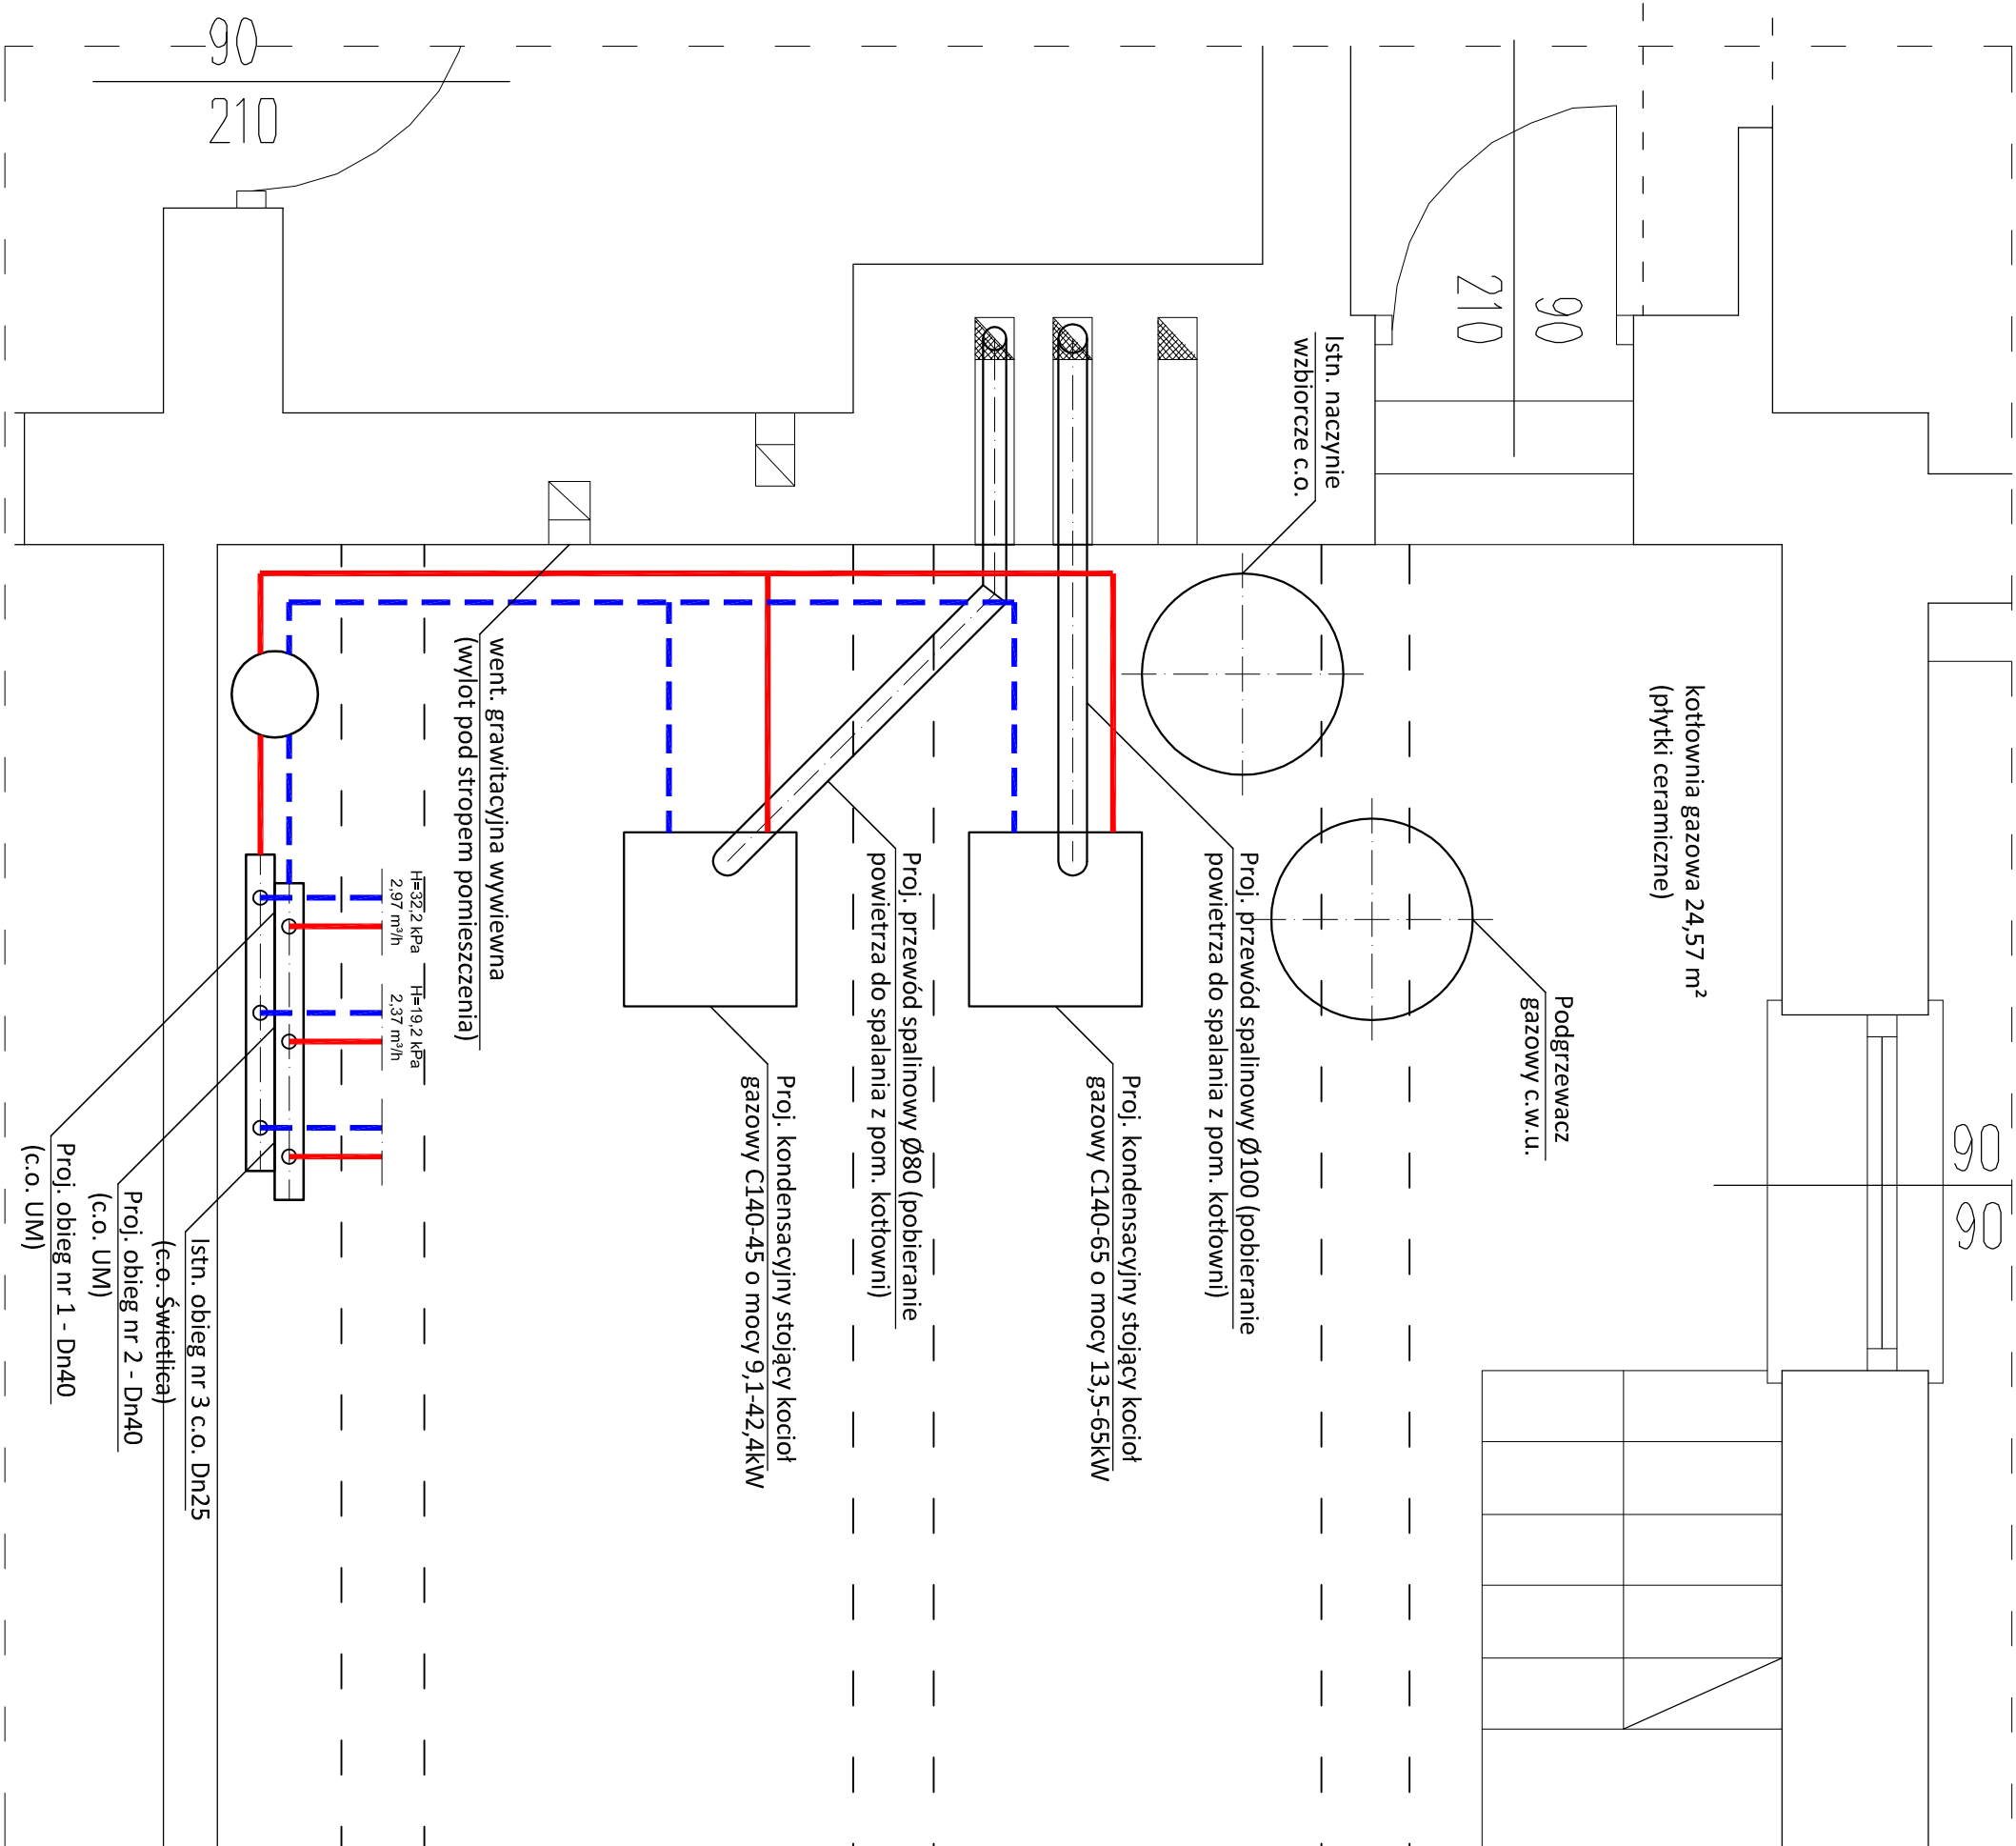 90
210
90
210
Istn. naczynie
wzbiorcze c.o.
kotłownia gazowa 24,57 m²
(płytki ceramiczne)
90
90
Podgrzewacz
gazowy c.w.u.
Proj. przewód spalinowy Ø100 (pobieranie
powietrza do spalania z pom. kotłowni)
Proj. kondensacyjny stojący kocioł
gazowy C140-65 o mocy 13,5-65kW
Proj. przewód spalinowy Ø80 (pobieranie
powietrza do spalania z pom. kotłowni)
Proj. kondensacyjny stojący kocioł
gazowy C140-45 o mocy 9,1-42,4kW
went. grawitacyjna wywiewna
(wylot pod stropem pomieszczenia)
H=32,2 kPa
2,97 m³/h
H=19,2 kPa
2,37 m³/h
Istn. obieg nr 3 c.o. Dn25
(c.o. Świetlica)
Proj. obieg nr 2 - Dn40
(c.o. UM)
Proj. obieg nr 1 - Dn40
(c.o. UM)